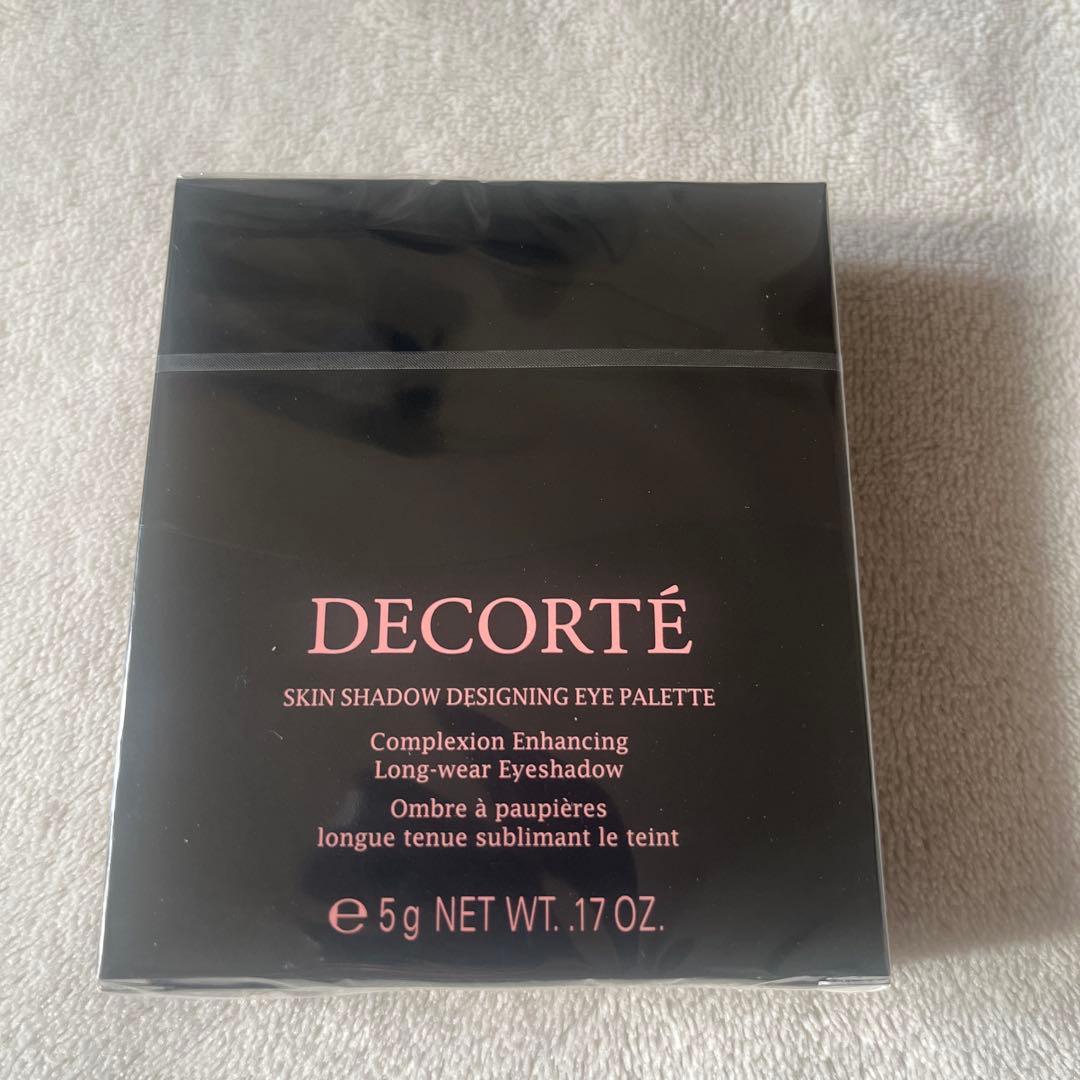 DECORTÉ
SKIN SHADOW DESIGNING EYE PALETTE
Complexion Enhancing
Long-wear Eyeshadow
Ombre à paupières
longue tenue sublimant le teint
℮ 5g NET WT. .17 OZ.